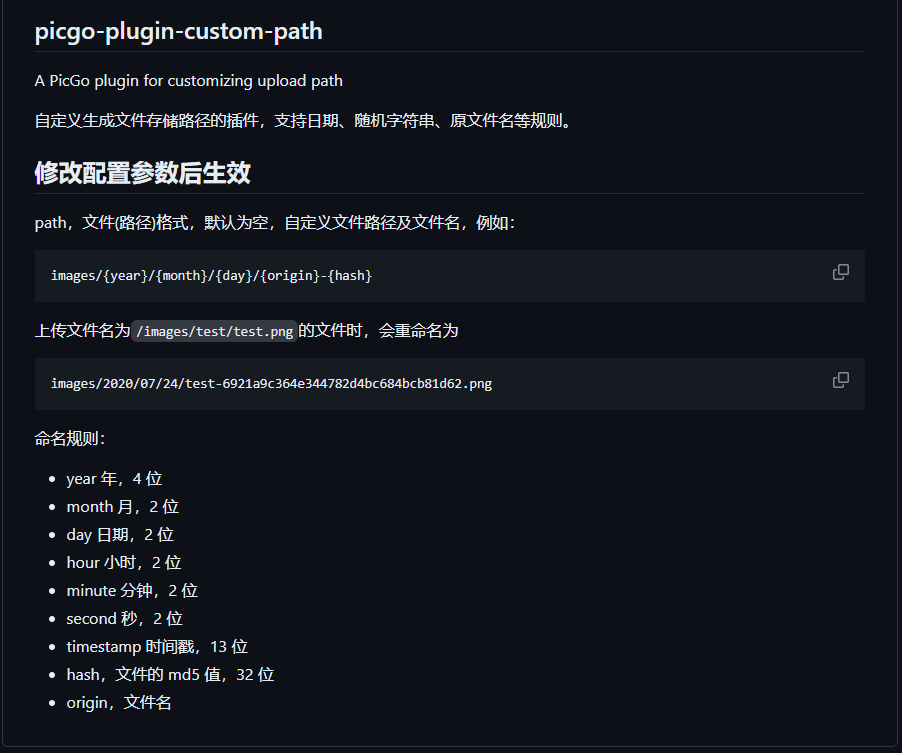 picgo-plugin-custom-path
A PicGo plugin for customizing upload path
自定义生成文件存储路径的插件，支持日期、随机字符串、原文件名等规则。
修改配置参数后生效
path，文件(路径)格式，默认为空，自定义文件路径及文件名，例如：
images/{year}/{month}/{day}/{origin}-{hash}
上传文件名为 /images/test/test.png 的文件时，会重命名为
images/2020/07/24/test-6921a9c364e344782d4bc684bcb81d62.png
命名规则：
year 年，4 位
month 月，2 位
day 日期，2 位
hour 小时，2 位
minute 分钟，2 位
second 秒，2 位
timestamp 时间戳，13 位
hash，文件的 md5 值，32 位
origin，文件名